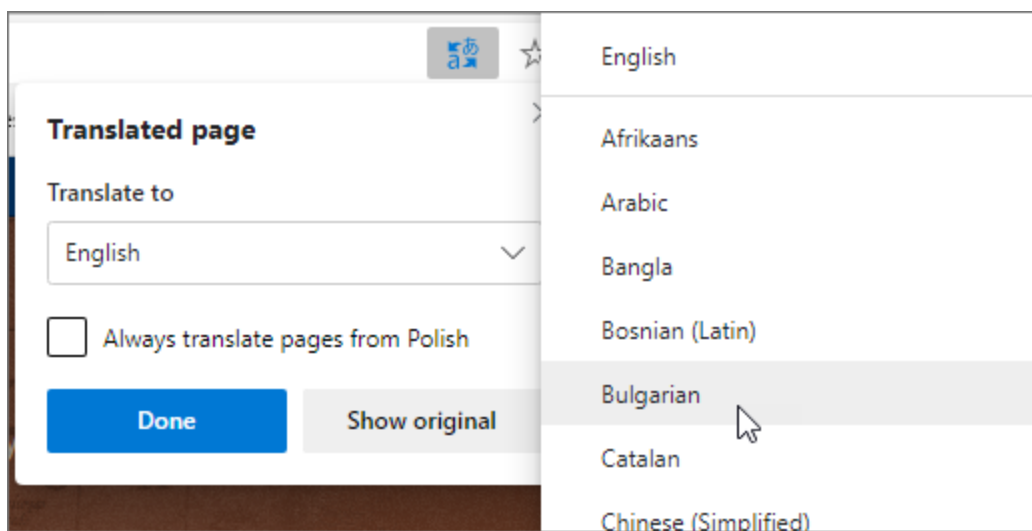 Translated page
Translate to
English
Always translate pages from Polish
Done
Show original
English
Afrikaans
Arabic
Bangla
Bosnian (Latin)
Bulgarian
Catalan
Chinese (Simplified)